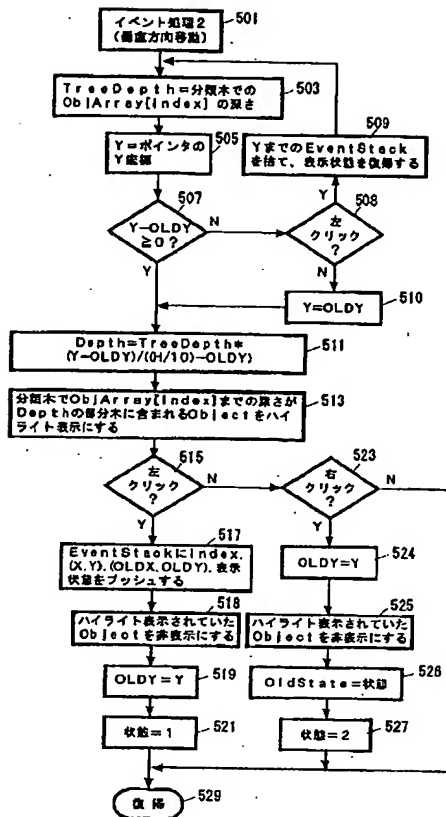 イベント処理2
(垂直方向移動)
501
TreeDepth=分類木での
ObjArray[Index]の深さ
503
Y=ポインタの
Y座標
505
Y-OLDY
≧0?
507
N
Y
左
クリック
?
508
Y
N
YまでのEventStack
を捨て、表示状態を復帰する
509
Y=OLDY
510
Depth=TreeDepth*
(Y-OLDY)/((H/10)-OLDY)
511
分類木でObjArray[Index]までの深さが
Depthの部分木に含まれるObjectをハイ
ライト表示にする
513
左
クリック
?
515
N
Y
右
クリック
?
523
N
Y
EventStackにIndex,
(X,Y),(OLDX,OLDY),表示
状態をプッシュする
517
OLDY=Y
524
ハイライト表示されていた
Objectを非表示にする
518
ハイライト表示されていた
Objectを非表示にする
525
OLDY=Y
519
OldState=状態
526
状態=1
521
状態=2
527
復帰
529